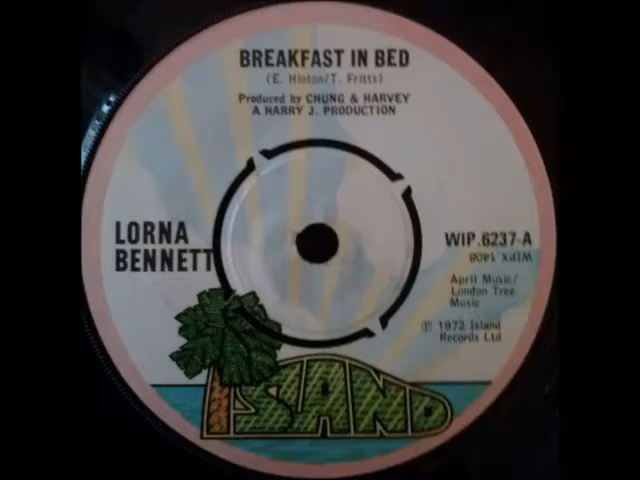 BREAKFAST IN BED
(E. Hinton/T. Fritts)
Produced by CHUNG & HARVEY
A HARRY J. PRODUCTION
LORNA
BENNETT
WIP.6237-A
WIPX.1408
April Music/
London Tree
Music
℗ 1972 Island
Records Ltd
ISLAND